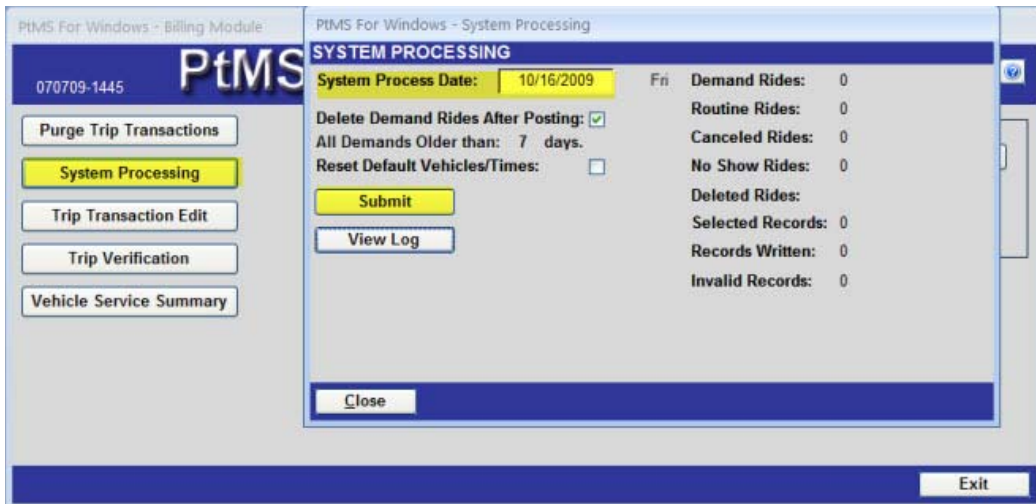 PtMS For Windows - Billing Module
070709-1445
PtMS
Purge Trip Transactions
System Processing
Trip Transaction Edit
Trip Verification
Vehicle Service Summary
PtMS For Windows - System Processing
SYSTEM PROCESSING
System Process Date: 10/16/2009 Fri
Delete Demand Rides After Posting:
All Demands Older than: 7 days.
Reset Default Vehicles/Times:
Submit
View Log
Demand Rides: 0
Routine Rides: 0
Canceled Rides: 0
No Show Rides: 0
Deleted Rides:
Selected Records: 0
Records Written: 0
Invalid Records: 0
Close
?
Exit